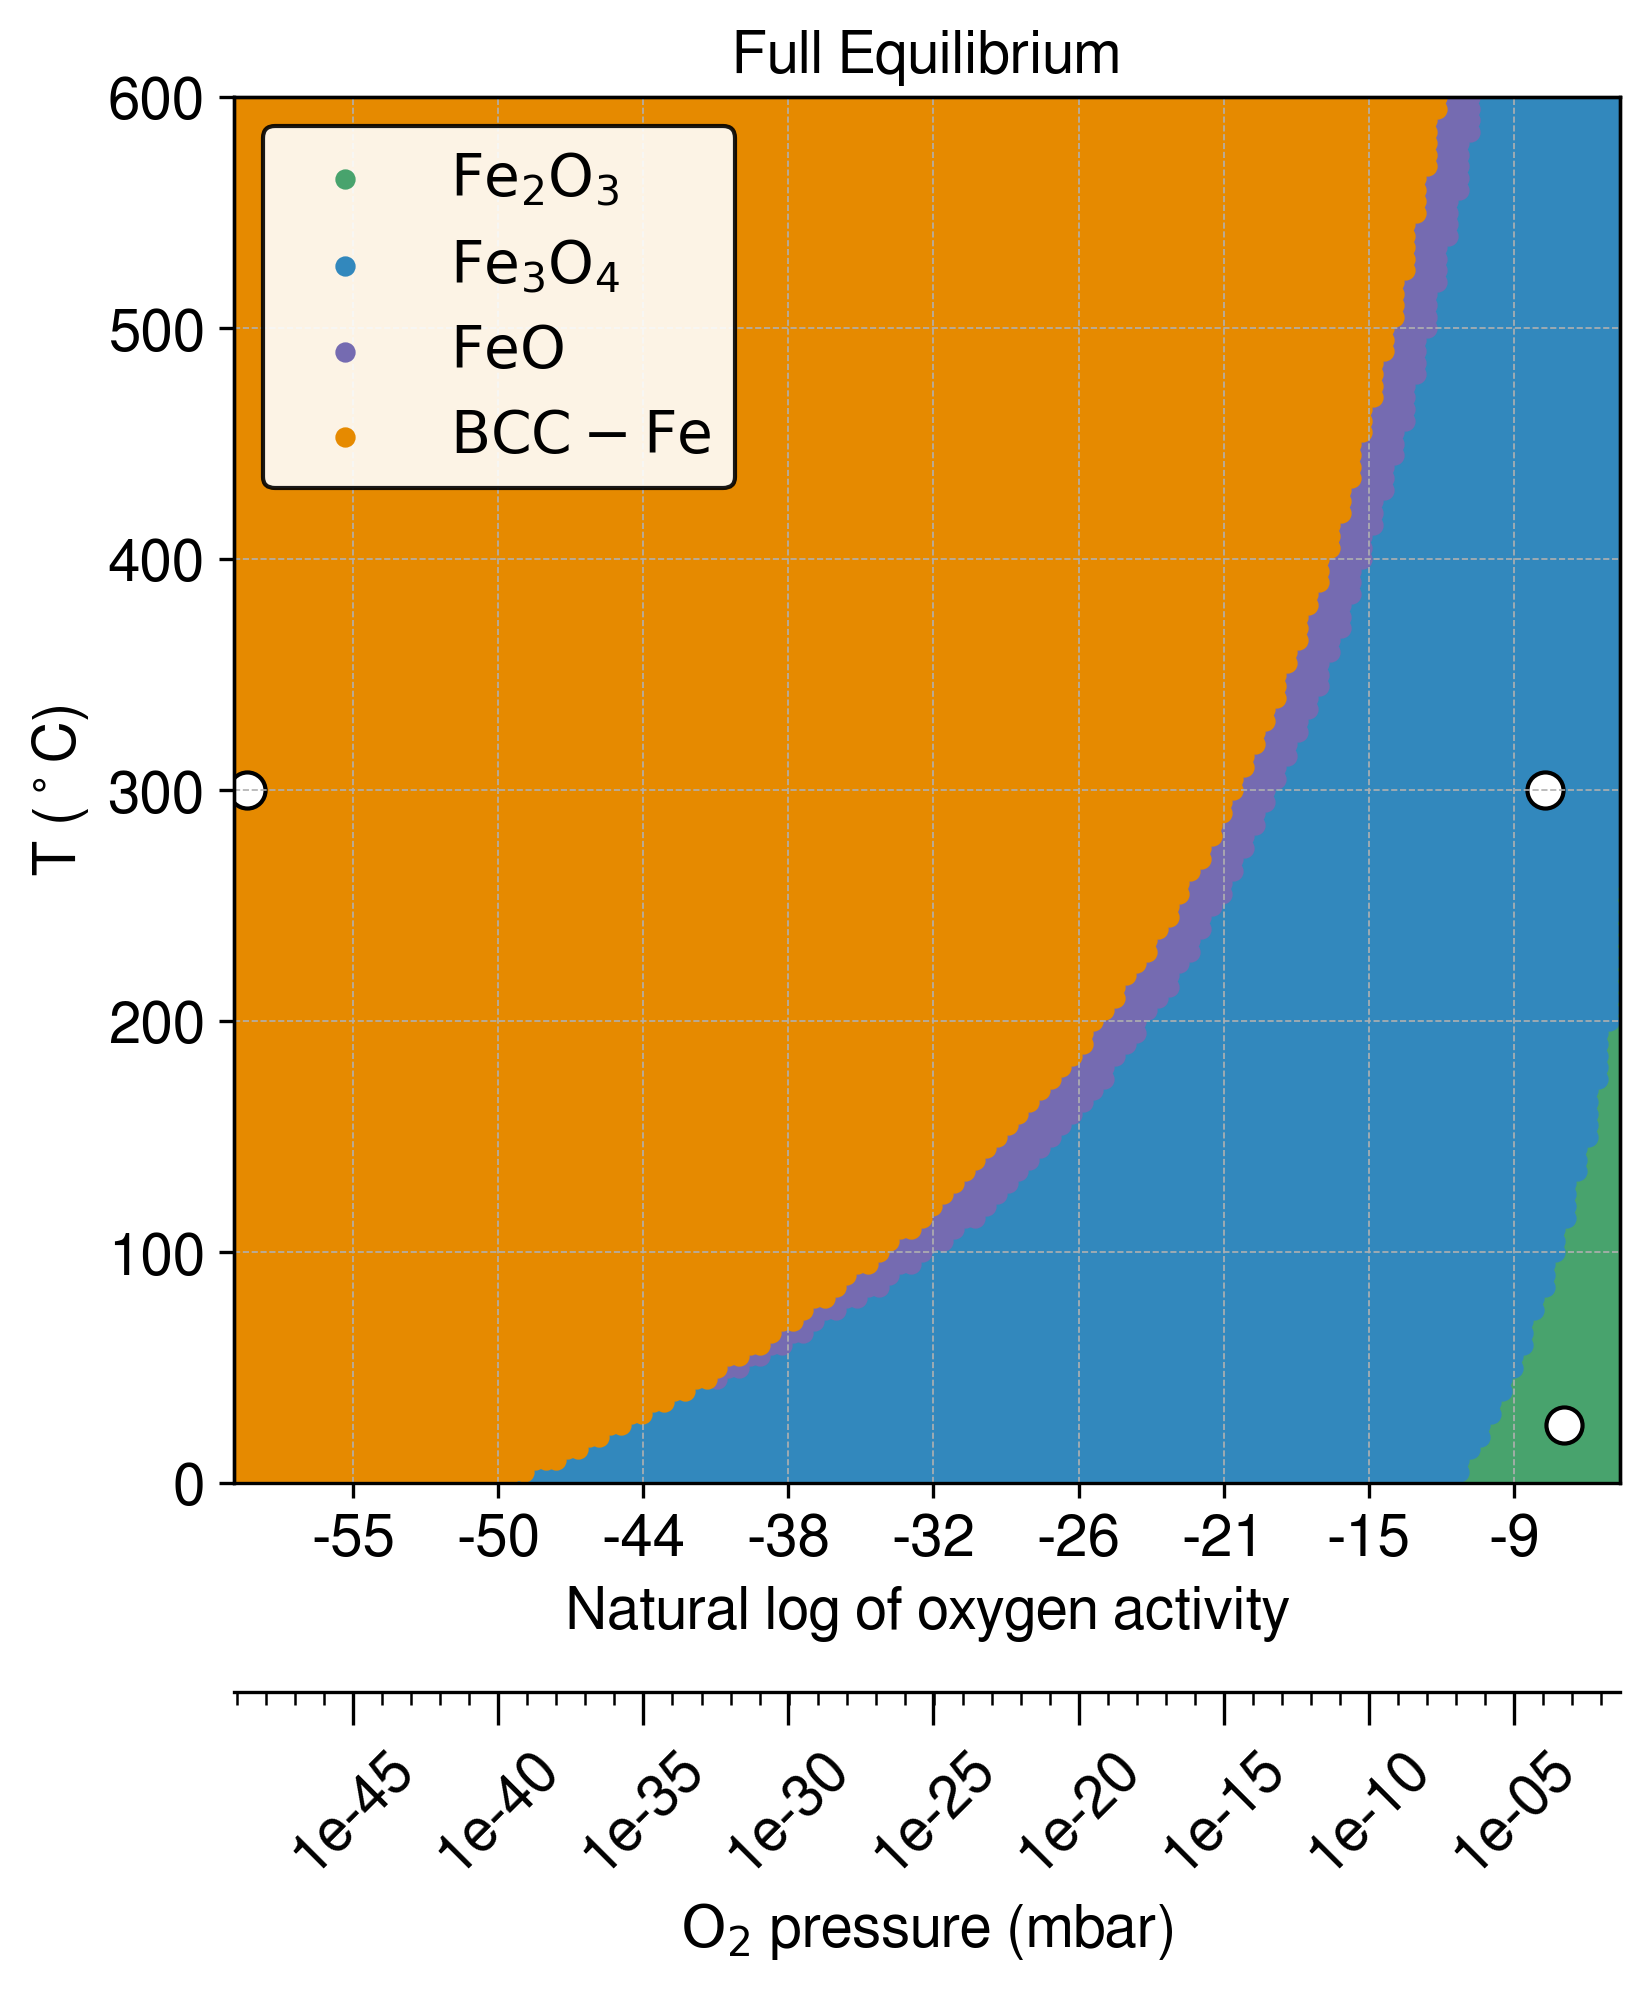 Full Equilibrium
600
500
400
300
200
100
0
T (°C)
Fe₂O₃
Fe₃O₄
FeO
BCC − Fe
-55 -50 -44 -38 -32 -26 -21 -15 -9
Natural log of oxygen activity
1e-45 1e-40 1e-35 1e-30 1e-25 1e-20 1e-15 1e-10 1e-05
O₂ pressure (mbar)